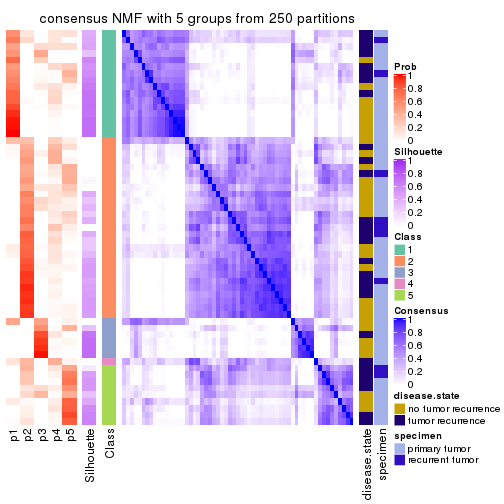 consensus NMF with 5 groups from 250 partitions
Prob
1
0.8
0.6
0.4
0.2
0
Silhouette
1
0.8
0.6
0.4
0.2
0
Class
1
2
3
4
5
Consensus
1
0.8
0.6
0.4
0.2
0
disease.state
no tumor recurrence
tumor recurrence
specimen
primary tumor
recurrent tumor
p1
p2
p3
p4
p5
Silhouette
Class
disease.state
specimen